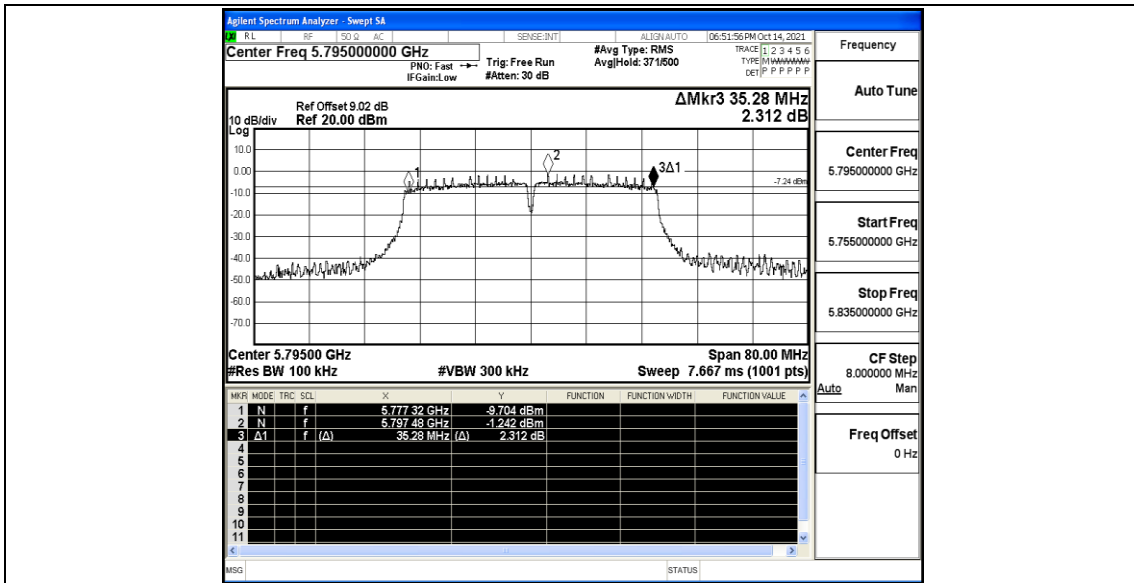 Agilent Spectrum Analyzer - Swept SA
LXI RL RF 50 Ω AC SENSE:INT ALIGN AUTO 06:51:56 PM Oct 14, 2021
Center Freq 5.795000000 GHz
PNO: Fast
IFGain:Low
Trig: Free Run
#Atten: 30 dB
#Avg Type: RMS
Avg|Hold: 371/500
TRACE 1 2 3 4 5 6
TYPE M W W W W W
DET P P P P P P
Ref Offset 9.02 dB
10 dB/div Ref 20.00 dBm
ΔMkr3 35.28 MHz
2.312 dB
Log
10.0
0.00
-10.0
-20.0
-30.0
-40.0
-50.0
-60.0
-70.0
1
2
3Δ1
-7.24 dBm
Center 5.79500 GHz Span 80.00 MHz
#Res BW 100 kHz #VBW 300 kHz Sweep 7.667 ms (1001 pts)
MKR MODE TRC SCL X Y FUNCTION FUNCTION WIDTH FUNCTION VALUE
1 N f 5.777 32 GHz -9.704 dBm
2 N f 5.797 48 GHz -1.242 dBm
3 Δ1 f (Δ) 35.28 MHz (Δ) 2.312 dB
4
5
6
7
8
9
10
11
MSG STATUS
Frequency
Auto Tune
Center Freq
5.795000000 GHz
Start Freq
5.755000000 GHz
Stop Freq
5.835000000 GHz
CF Step
8.000000 MHz
Auto Man
Freq Offset
0 Hz